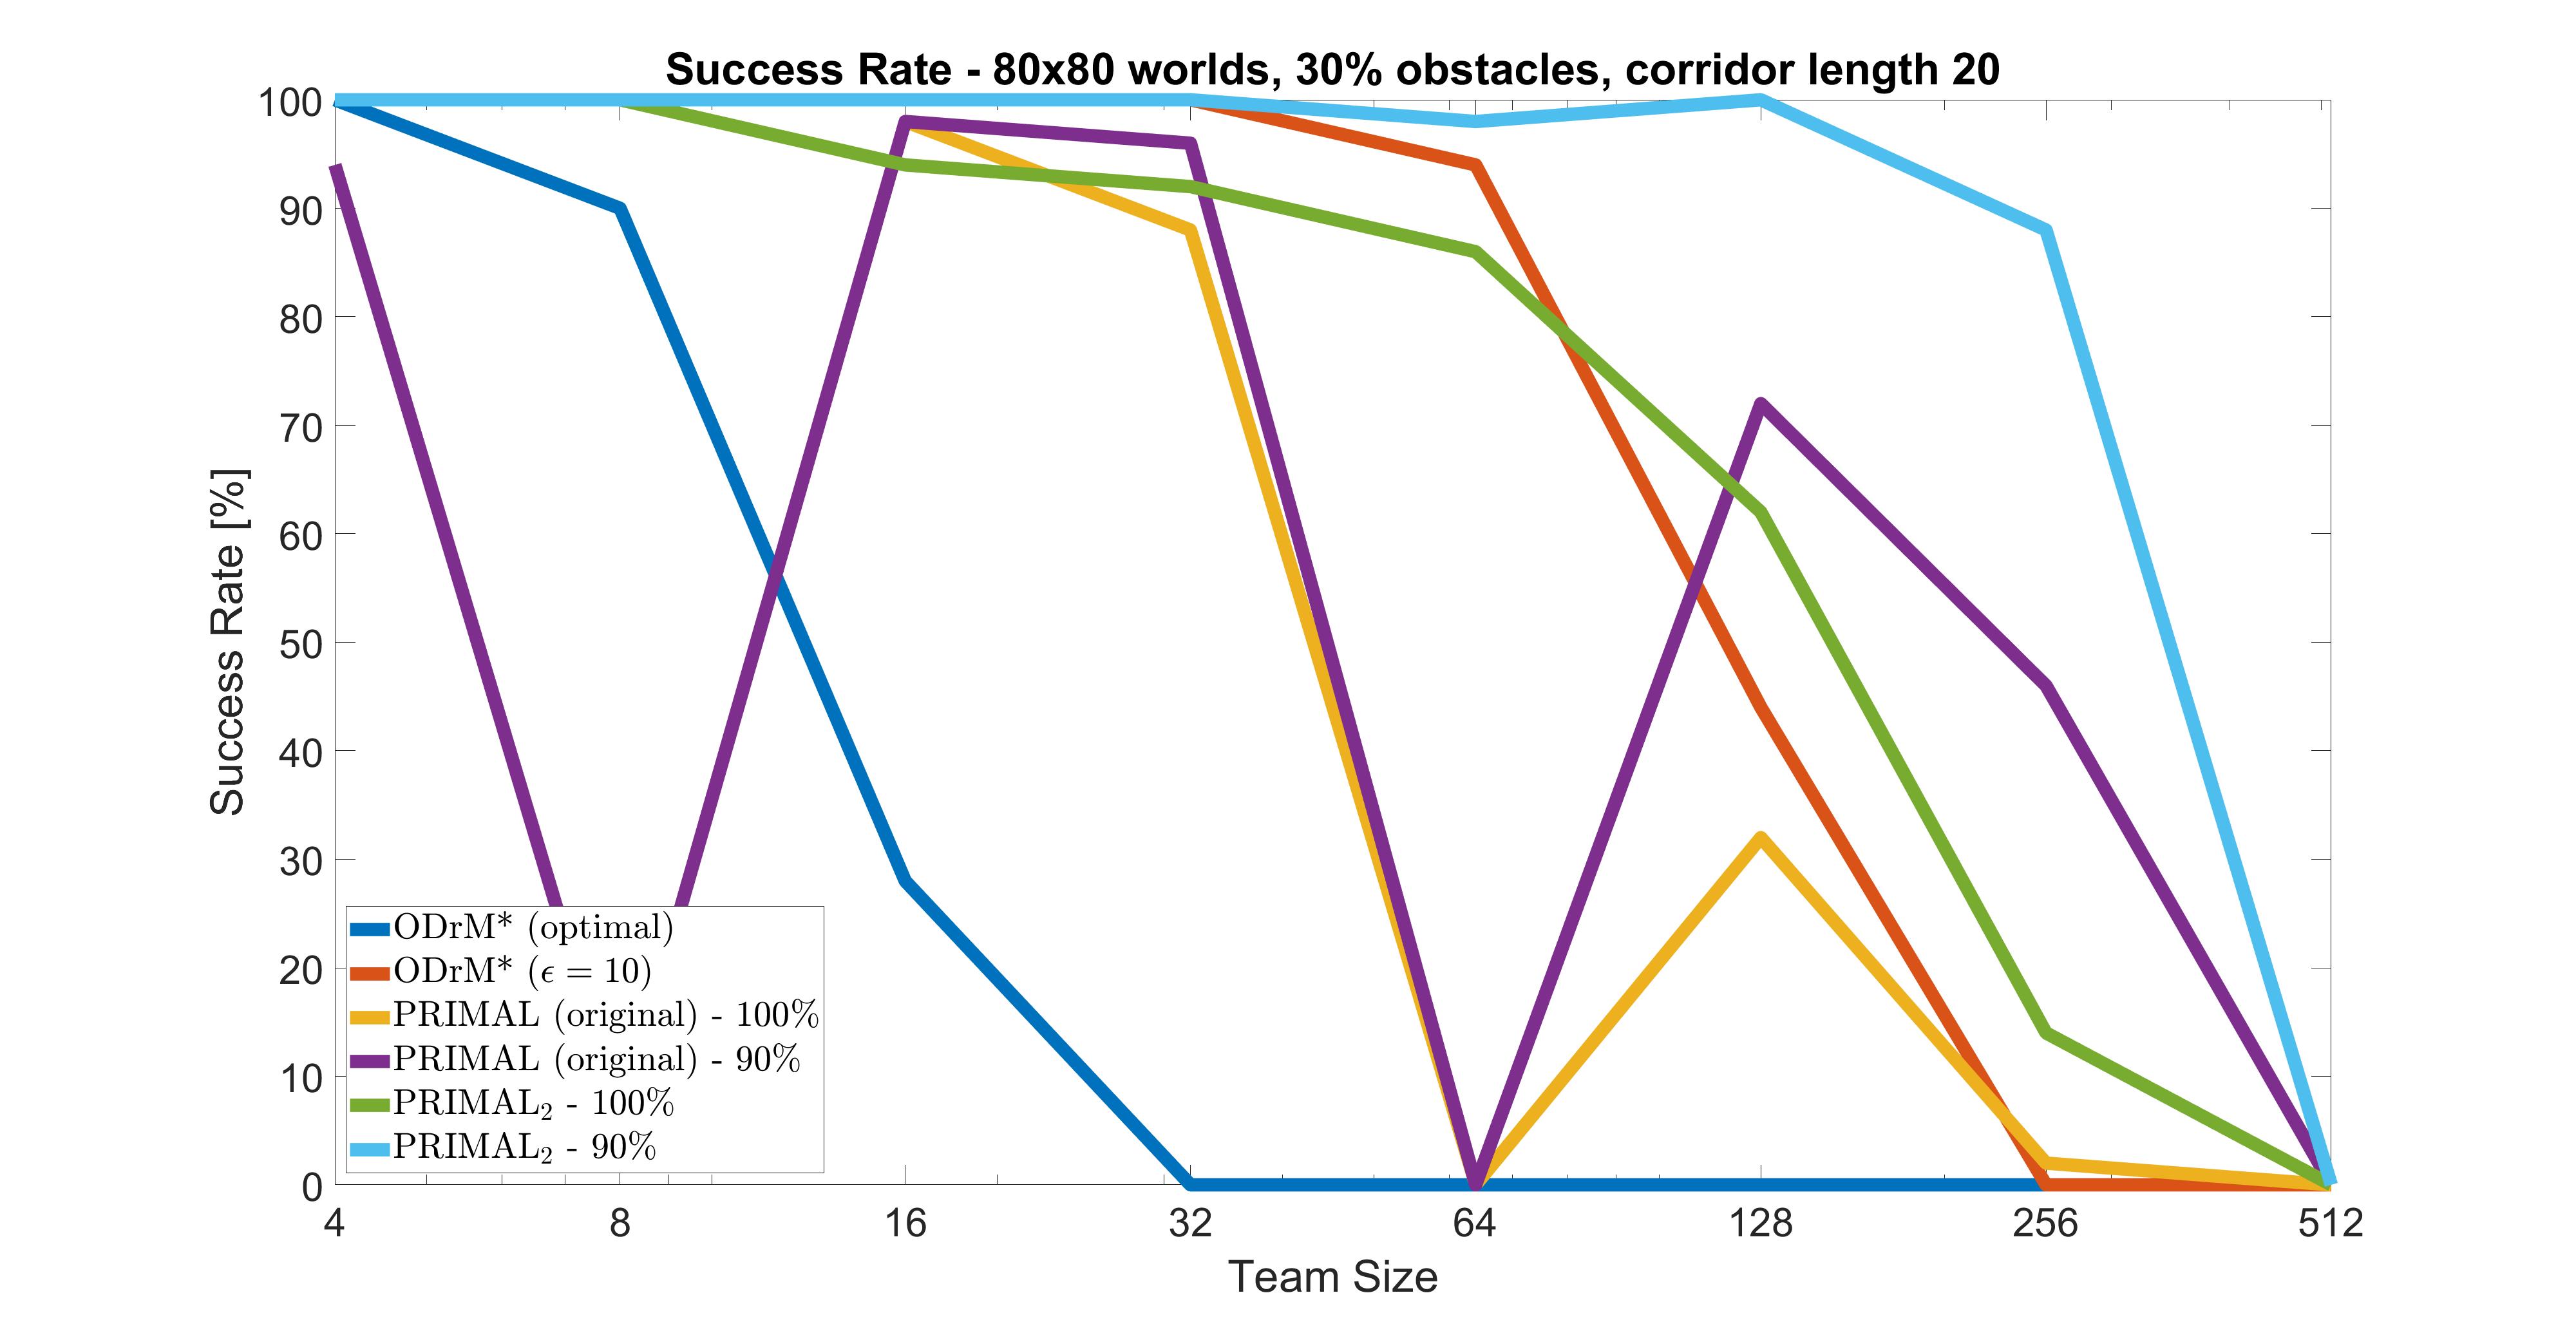 Success Rate - 80x80 worlds, 30% obstacles, corridor length 20
Success Rate [%]
100
90
80
70
60
50
40
30
20
10
0
ODrM* (optimal)
ODrM* (ϵ = 10)
PRIMAL (original) - 100%
PRIMAL (original) - 90%
PRIMAL₂ - 100%
PRIMAL₂ - 90%
4 8 16 32 64 128 256 512
Team Size